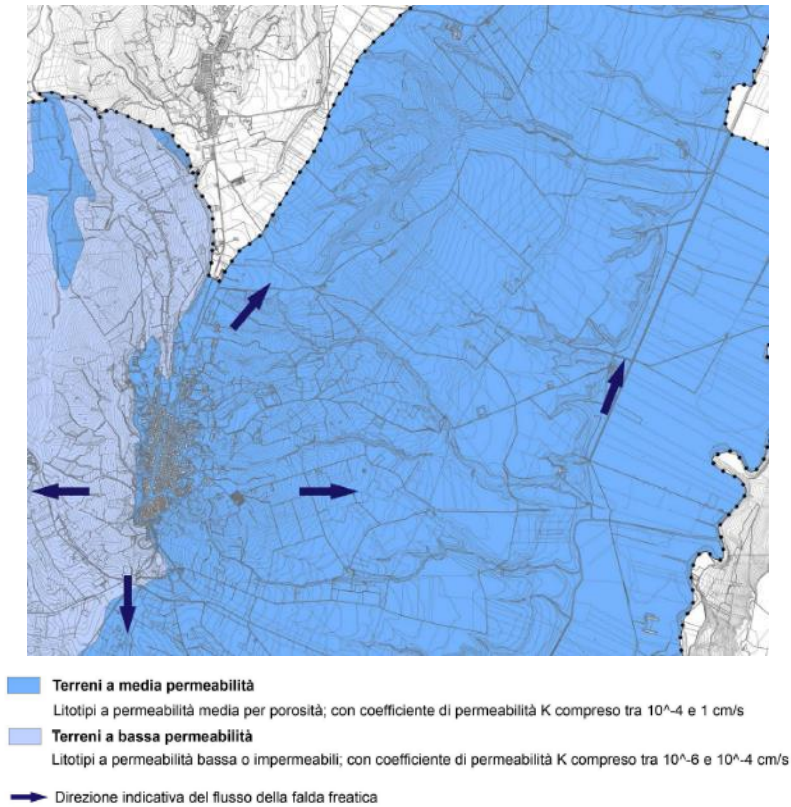 Terreni a media permeabilità
Litotipi a permeabilità media per porosità; con coefficiente di permeabilità K compreso tra 10^-4 e 1 cm/s
Terreni a bassa permeabilità
Litotipi a permeabilità bassa o impermeabili; con coefficiente di permeabilità K compreso tra 10^-6 e 10^-4 cm/s
Direzione indicativa del flusso della falda freatica